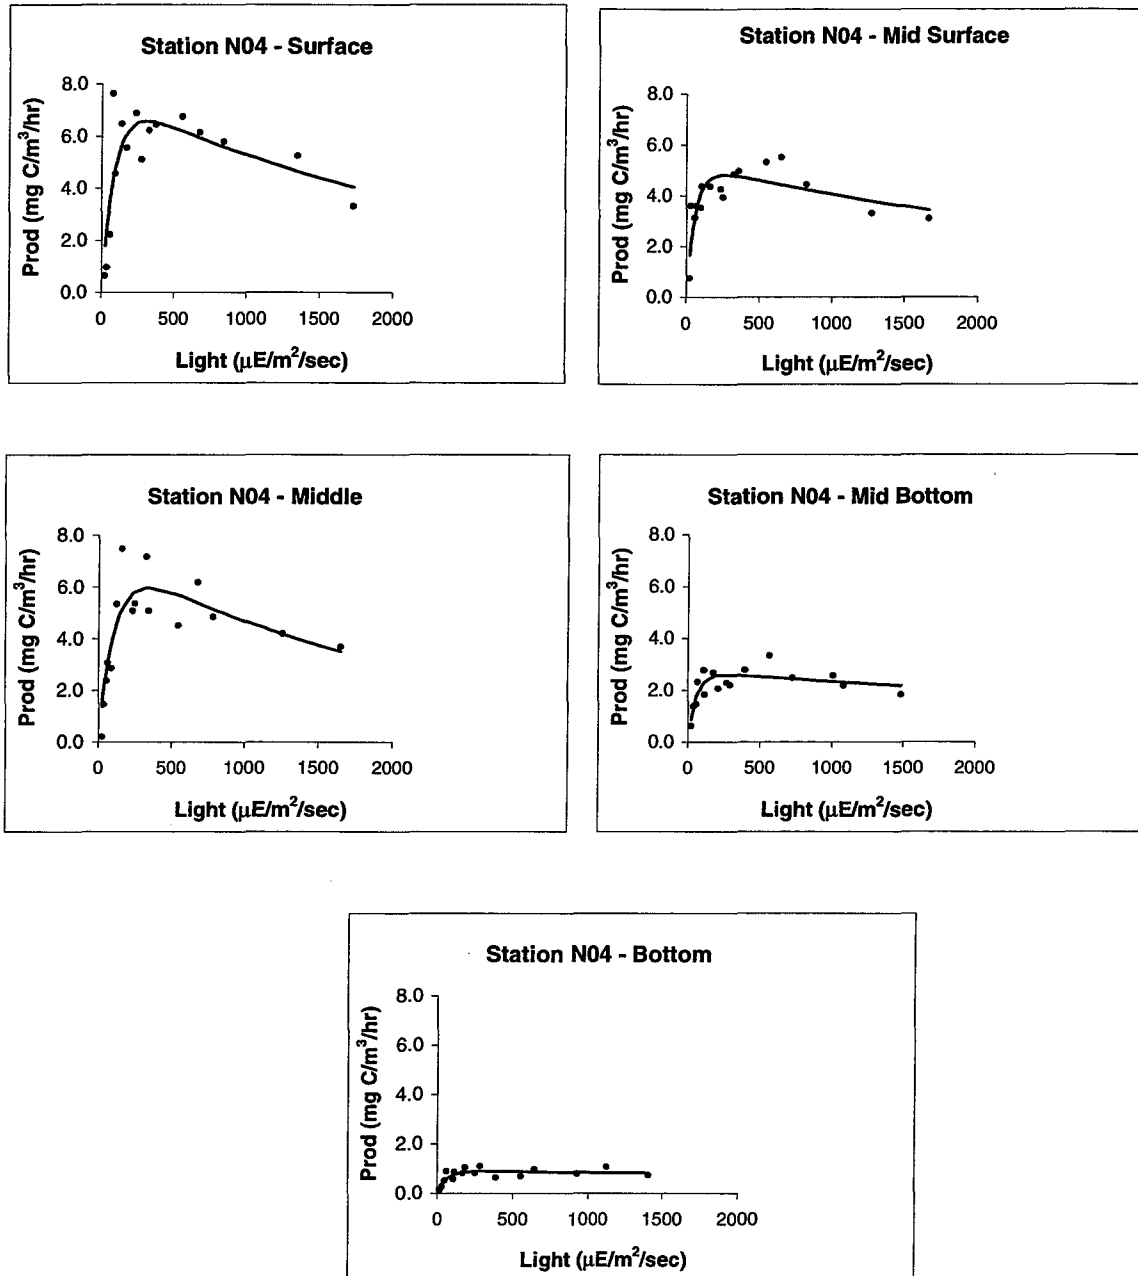 Station N04 - Surface
Prod (mg C/m³/hr)
8.0
6.0
4.0
2.0
0.0
0 500 1000 1500 2000
Light (µE/m²/sec)
Station N04 - Mid Surface
Prod (mg C/m³/hr)
8.0
6.0
4.0
2.0
0.0
0 500 1000 1500 2000
Light (µE/m²/sec)
Station N04 - Middle
Prod (mg C/m³/hr)
8.0
6.0
4.0
2.0
0.0
0 500 1000 1500 2000
Light (µE/m²/sec)
Station N04 - Mid Bottom
Prod (mg C/m³/hr)
8.0
6.0
4.0
2.0
0.0
0 500 1000 1500 2000
Light (µE/m²/sec)
Station N04 - Bottom
Prod (mg C/m³/hr)
8.0
6.0
4.0
2.0
0.0
0 500 1000 1500 2000
Light (µE/m²/sec)